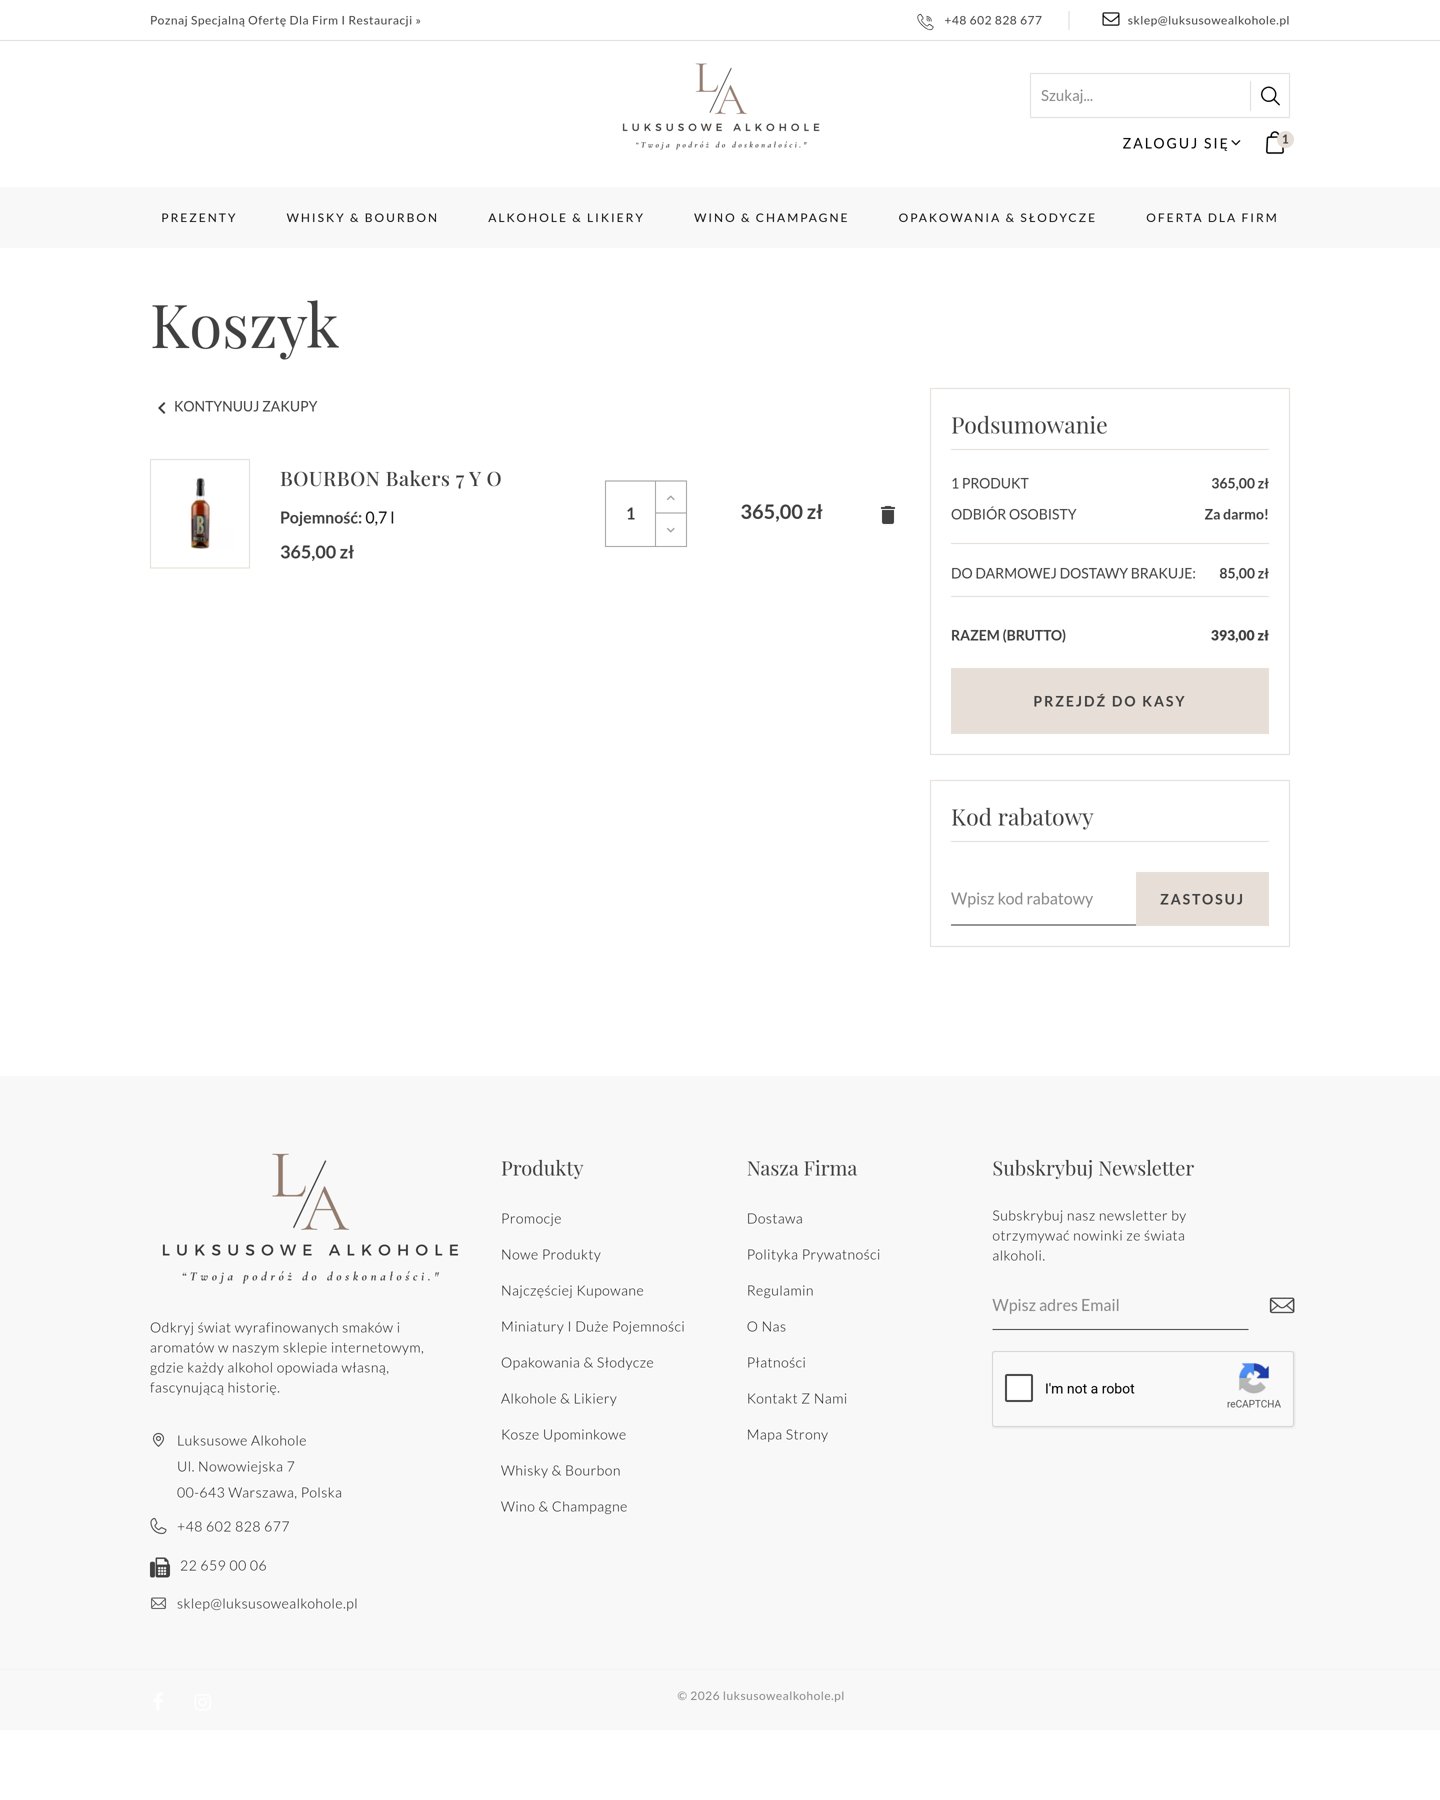 Poznaj Specjalną Ofertę Dla Firm I Restauracji »
+48 602 828 677
sklep@luksusowealkohole.pl
L/A
LUKSUSOWE ALKOHOLE
"Twoja podróż do doskonałości."
Szukaj...
ZALOGUJ SIĘ
1
PREZENTY
WHISKY & BOURBON
ALKOHOLE & LIKIERY
WINO & CHAMPAGNE
OPAKOWANIA & SŁODYCZE
OFERTA DLA FIRM
Koszyk
KONTYNUUJ ZAKUPY
BOURBON Bakers 7 Y O
Pojemność: 0,7 l
365,00 zł
1
365,00 zł
Podsumowanie
1 PRODUKT 365,00 zł
ODBIÓR OSOBISTY Za darmo!
DO DARMOWEJ DOSTAWY BRAKUJE: 85,00 zł
RAZEM (BRUTTO) 393,00 zł
PRZEJDŹ DO KASY
Kod rabatowy
Wpisz kod rabatowy
ZASTOSUJ
L/A
LUKSUSOWE ALKOHOLE
"Twoja podróż do doskonałości."
Odkryj świat wyrafinowanych smaków i
aromatów w naszym sklepie internetowym,
gdzie każdy alkohol opowiada własną,
fascynującą historię.
Luksusowe Alkohole
Ul. Nowowiejska 7
00-643 Warszawa, Polska
+48 602 828 677
22 659 00 06
sklep@luksusowealkohole.pl
Produkty
Promocje
Nowe Produkty
Najczęściej Kupowane
Miniatury I Duże Pojemności
Opakowania & Słodycze
Alkohole & Likiery
Kosze Upominkowe
Whisky & Bourbon
Wino & Champagne
Nasza Firma
Dostawa
Polityka Prywatności
Regulamin
O Nas
Płatności
Kontakt Z Nami
Mapa Strony
Subskrybuj Newsletter
Subskrybuj nasz newsletter by
otrzymywać nowinki ze świata
alkoholi.
Wpisz adres Email
I'm not a robot
reCAPTCHA
© 2026 luksusowealkohole.pl